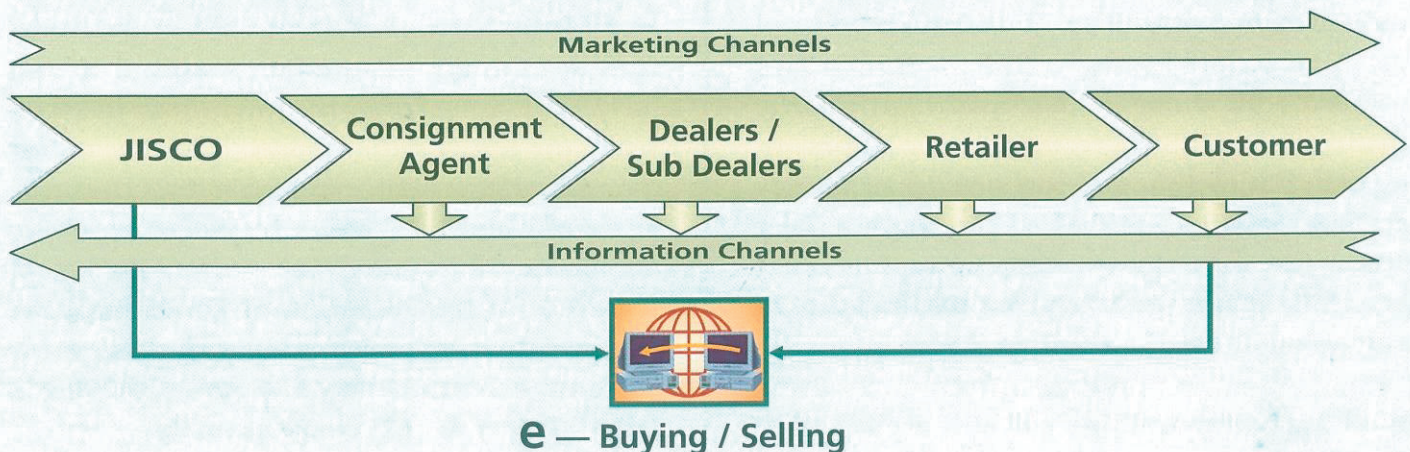 Marketing Channels
JISCO
Consignment
Agent
Dealers /
Sub Dealers
Retailer
Customer
Information Channels
e — Buying / Selling